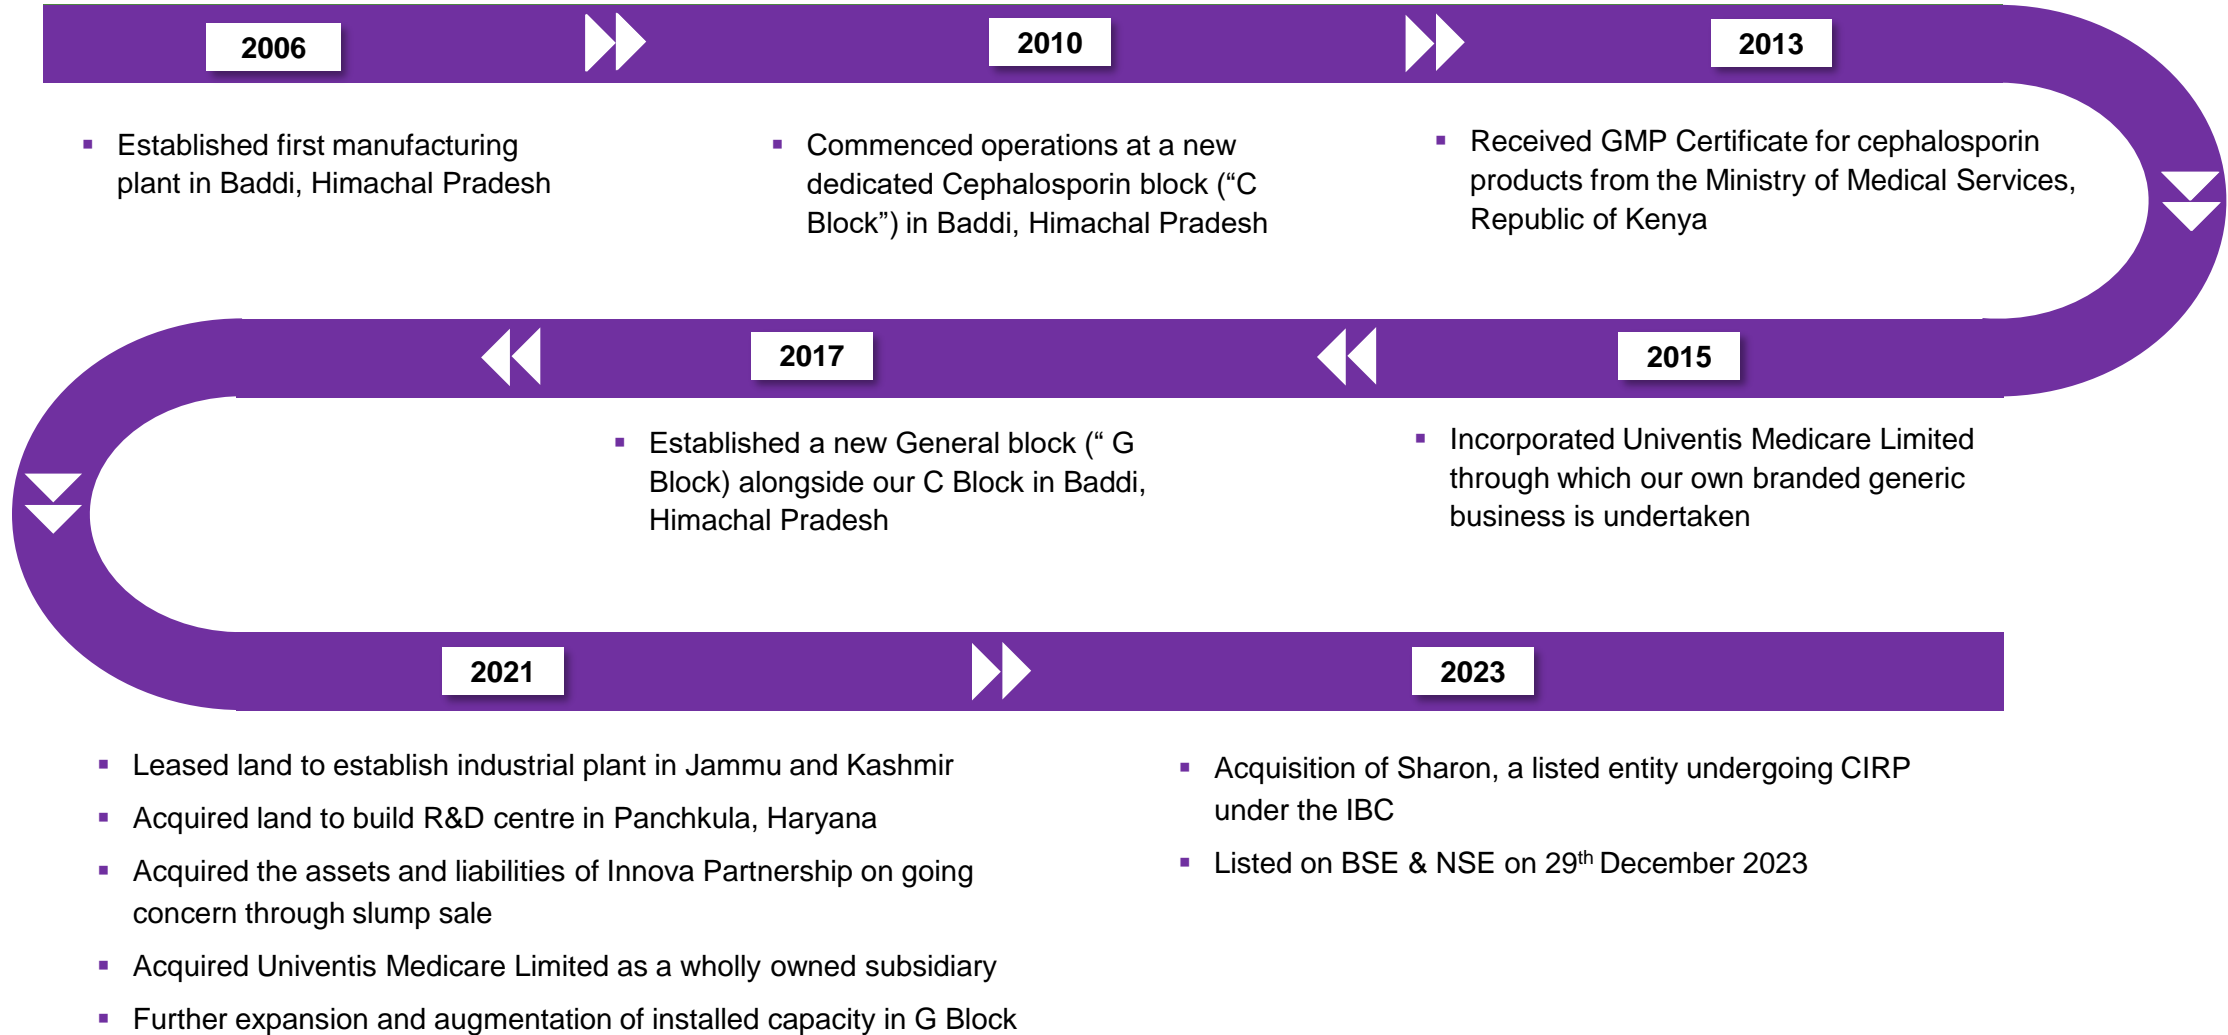 2006
2010
2013
▪ Established first manufacturing
plant in Baddi, Himachal Pradesh
▪ Commenced operations at a new
dedicated Cephalosporin block (“C
Block”) in Baddi, Himachal Pradesh
▪ Received GMP Certificate for cephalosporin
products from the Ministry of Medical Services,
Republic of Kenya
2017
2015
▪ Established a new General block (“ G
Block) alongside our C Block in Baddi,
Himachal Pradesh
▪ Incorporated Univentis Medicare Limited
through which our own branded generic
business is undertaken
2021
2023
▪ Leased land to establish industrial plant in Jammu and Kashmir
▪ Acquired land to build R&D centre in Panchkula, Haryana
▪ Acquired the assets and liabilities of Innova Partnership on going
concern through slump sale
▪ Acquired Univentis Medicare Limited as a wholly owned subsidiary
▪ Further expansion and augmentation of installed capacity in G Block
▪ Acquisition of Sharon, a listed entity undergoing CIRP
under the IBC
▪ Listed on BSE & NSE on 29th December 2023